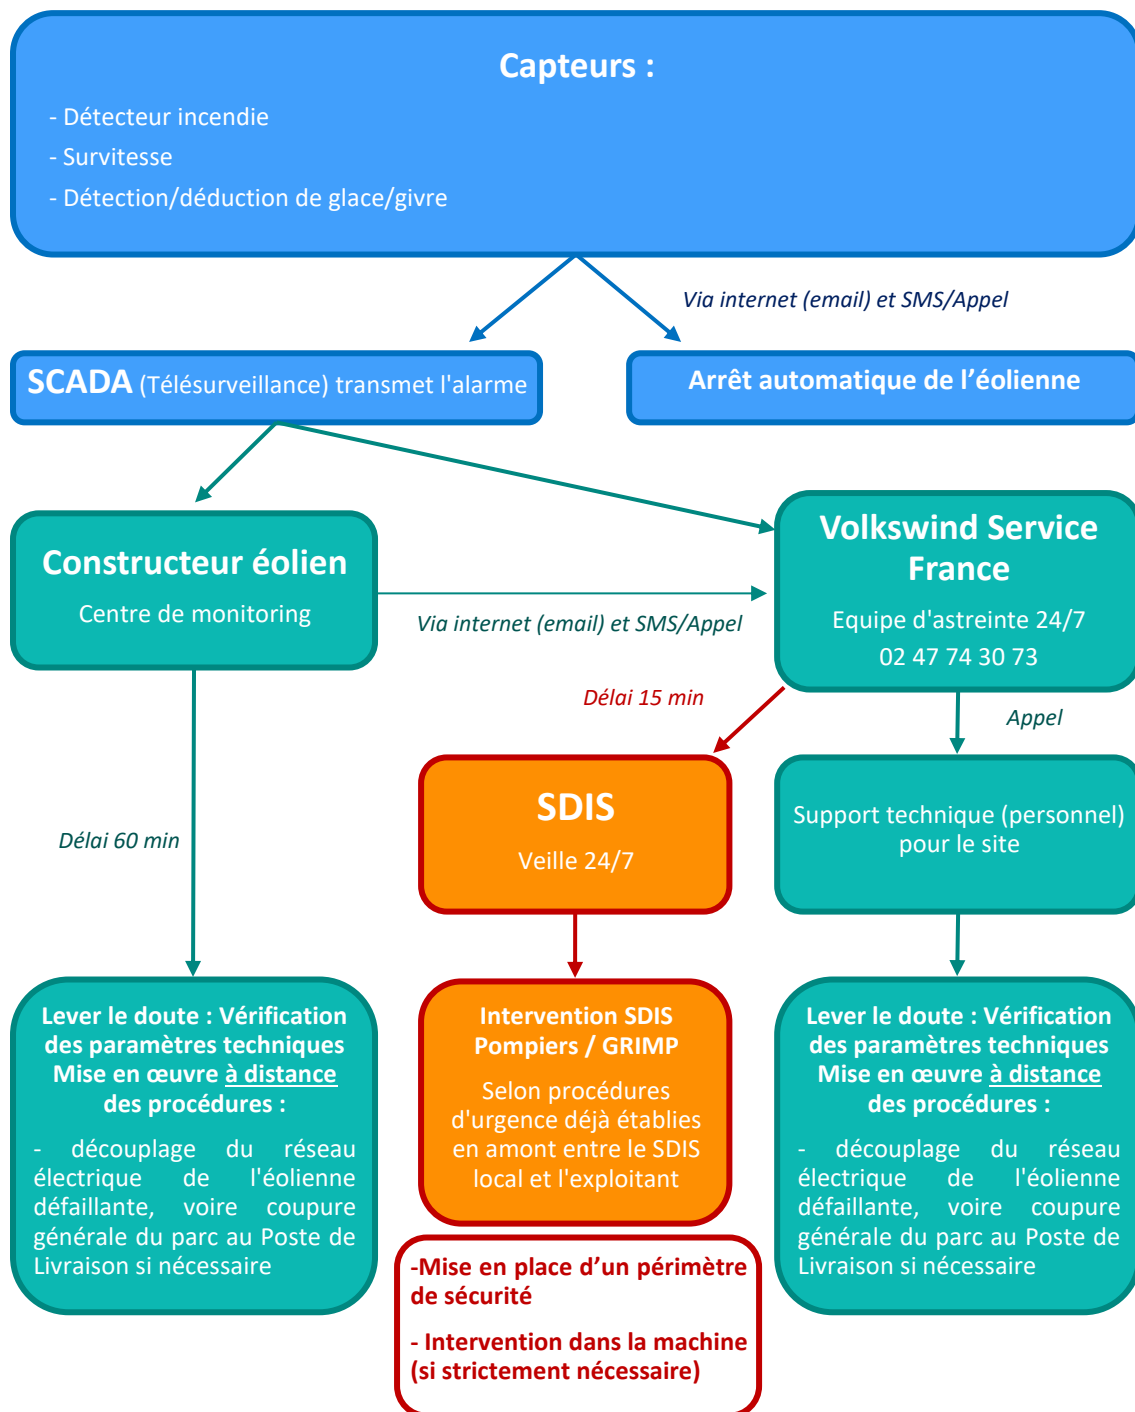 Capteurs :
- Détecteur incendie
- Survitesse
- Détection/déduction de glace/givre
Via internet (email) et SMS/Appel
SCADA (Télésurveillance) transmet l'alarme
Arrêt automatique de l’éolienne
Constructeur éolien
Centre de monitoring
Via internet (email) et SMS/Appel
Volkswind Service
France
Equipe d'astreinte 24/7
02 47 74 30 73
Délai 15 min
Appel
SDIS
Veille 24/7
Support technique (personnel)
pour le site
Délai 60 min
Lever le doute : Vérification
des paramètres techniques
Mise en œuvre à distance
des procédures :
- découplage du réseau
électrique de l'éolienne
défaillante, voire coupure
générale du parc au Poste de
Livraison si nécessaire
Intervention SDIS
Pompiers / GRIMP
Selon procédures
d'urgence déjà établies
en amont entre le SDIS
local et l'exploitant
-Mise en place d’un périmètre
de sécurité
- Intervention dans la machine
(si strictement nécessaire)
Lever le doute : Vérification
des paramètres techniques
Mise en œuvre à distance
des procédures :
- découplage du réseau
électrique de l'éolienne
défaillante, voire coupure
générale du parc au Poste de
Livraison si nécessaire